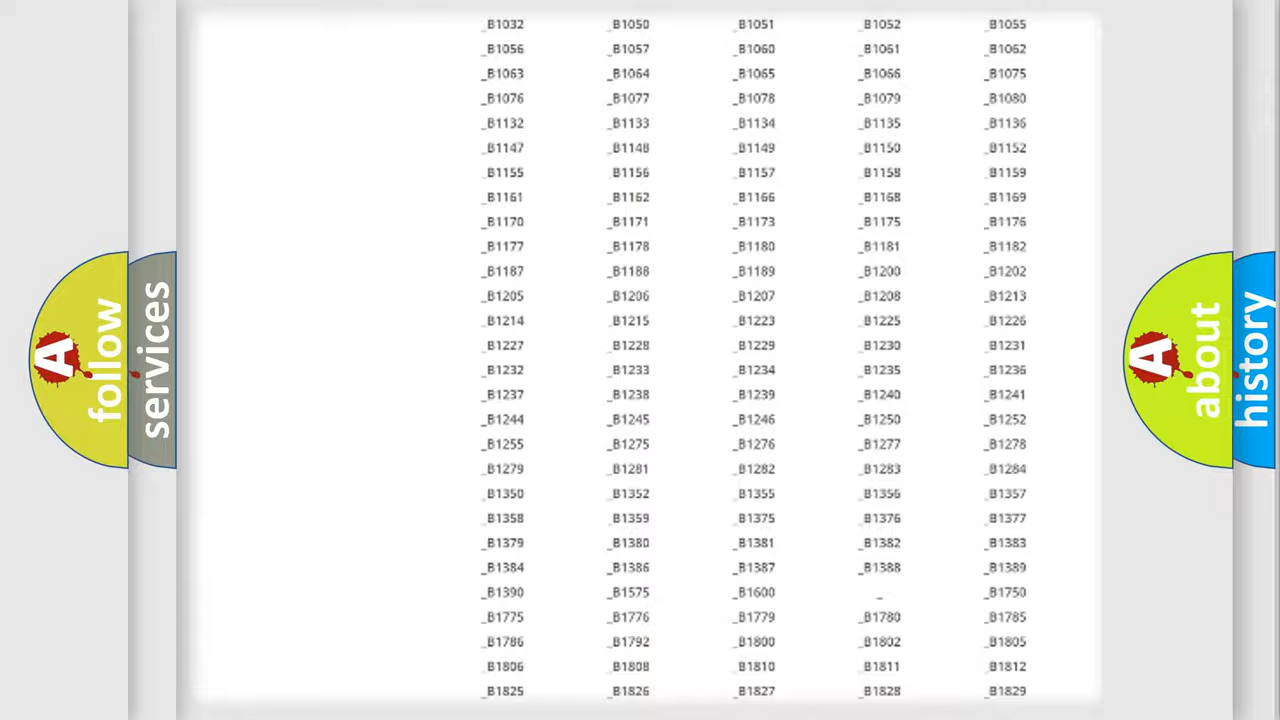 _B1032 _B1050 _B1051 _B1052 _B1055
_B1056 _B1057 _B1060 _B1061 _B1062
_B1063 _B1064 _B1065 _B1066 _B1075
_B1076 _B1077 _B1078 _B1079 _B1080
_B1132 _B1133 _B1134 _B1135 _B1136
_B1147 _B1148 _B1149 _B1150 _B1152
_B1155 _B1156 _B1157 _B1158 _B1159
_B1161 _B1162 _B1166 _B1168 _B1169
_B1170 _B1171 _B1173 _B1175 _B1176
_B1177 _B1178 _B1180 _B1181 _B1182
_B1187 _B1188 _B1189 _B1200 _B1202
_B1205 _B1206 _B1207 _B1208 _B1213
_B1214 _B1215 _B1223 _B1225 _B1226
_B1227 _B1228 _B1229 _B1230 _B1231
_B1232 _B1233 _B1234 _B1235 _B1236
_B1237 _B1238 _B1239 _B1240 _B1241
_B1244 _B1245 _B1246 _B1250 _B1252
_B1255 _B1275 _B1276 _B1277 _B1278
_B1279 _B1281 _B1282 _B1283 _B1284
_B1350 _B1352 _B1355 _B1356 _B1357
_B1358 _B1359 _B1375 _B1376 _B1377
_B1379 _B1380 _B1381 _B1382 _B1383
_B1384 _B1386 _B1387 _B1388 _B1389
_B1390 _B1575 _B1600 _ _B1750
_B1775 _B1776 _B1779 _B1780 _B1785
_B1786 _B1792 _B1800 _B1802 _B1805
_B1806 _B1808 _B1810 _B1811 _B1812
_B1825 _B1826 _B1827 _B1828 _B1829
A follow
services
A about
history